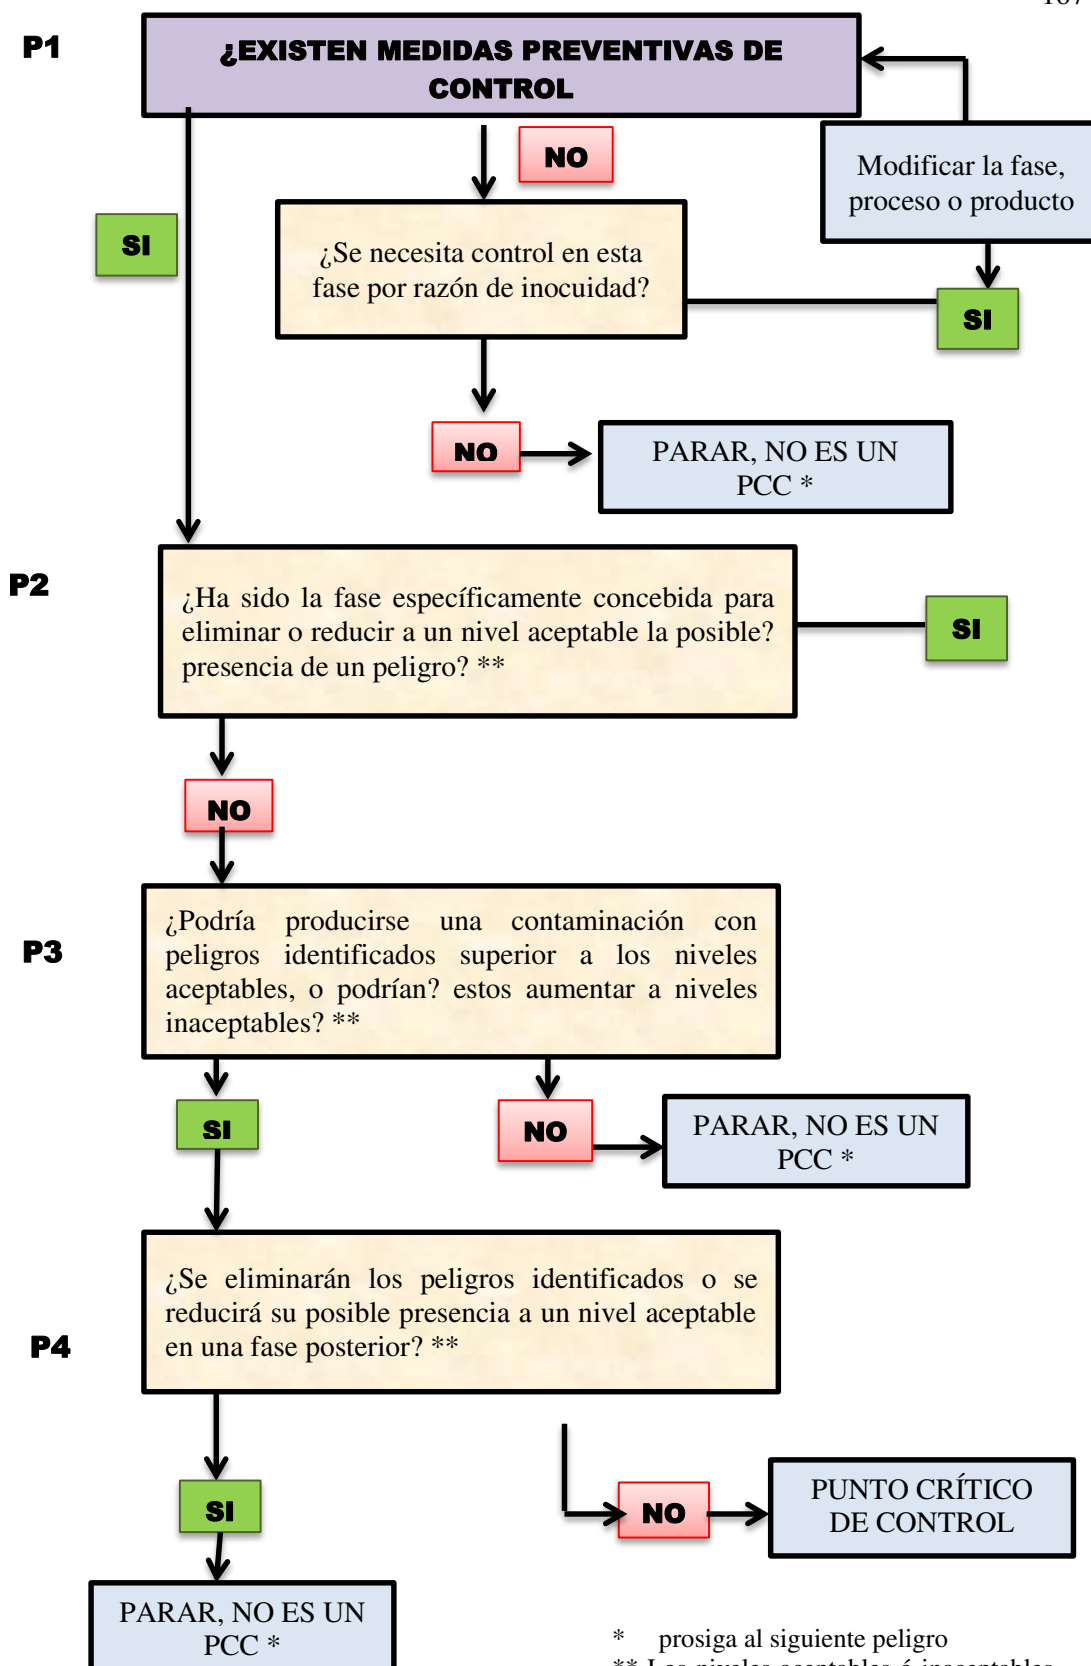 P1
¿EXISTEN MEDIDAS PREVENTIVAS DE
CONTROL
NO
Modificar la fase,
proceso o producto
SI
¿Se necesita control en esta
fase por razón de inocuidad?
SI
NO
PARAR, NO ES UN
PCC *
P2
¿Ha sido la fase específicamente concebida para
eliminar o reducir a un nivel aceptable la posible?
presencia de un peligro? **
SI
NO
P3
¿Podría producirse una contaminación con
peligros identificados superior a los niveles
aceptables, o podrían? estos aumentar a niveles
inaceptables? **
SI
NO
PARAR, NO ES UN
PCC *
P4
¿Se eliminarán los peligros identificados o se
reducirá su posible presencia a un nivel aceptable
en una fase posterior? **
SI
NO
PUNTO CRÍTICO
DE CONTROL
PARAR, NO ES UN
PCC *
* prosiga al siguiente peligro
** Los niveles aceptables ó inaceptables